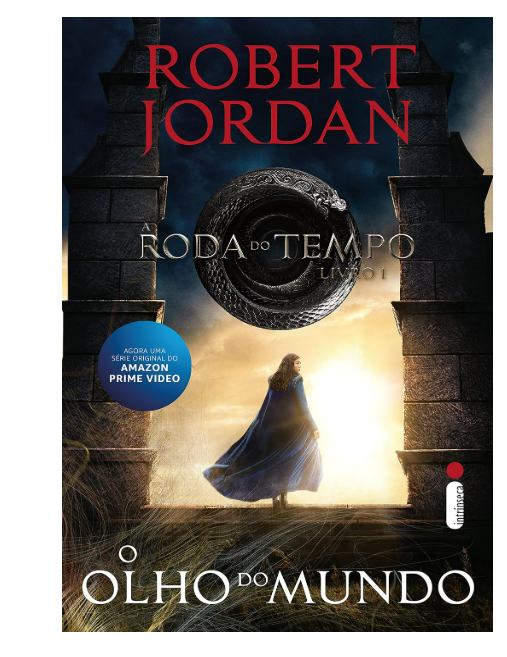 ROBERT
JORDAN
A
RODA DO TEMPO
LIVRO 1
AGORA UMA
SÉRIE ORIGINAL DO
AMAZON
PRIME VIDEO
intrínseca
O
OLHO DO MUNDO